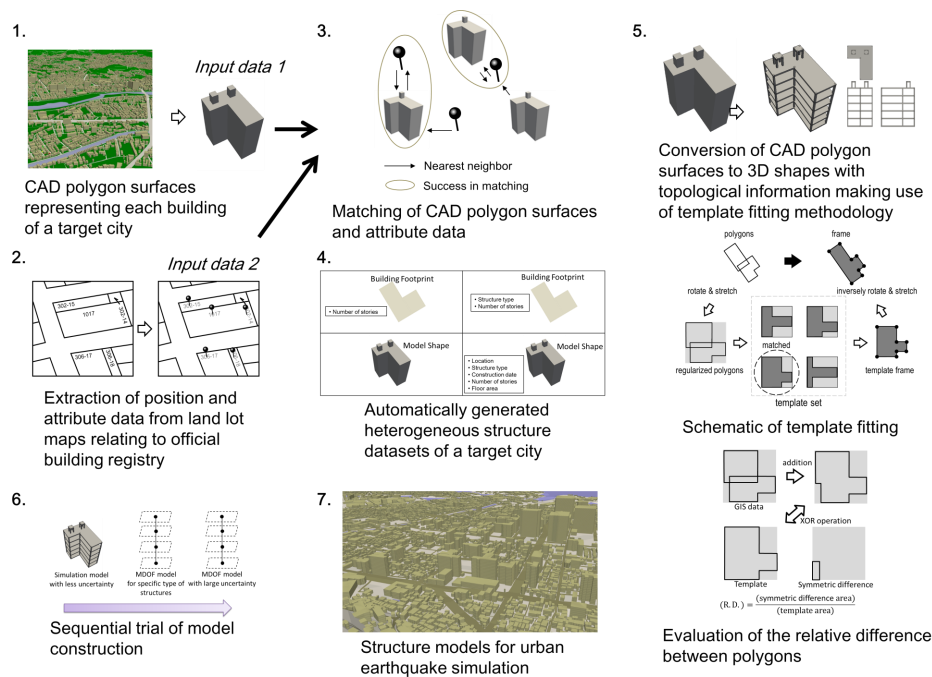 1.
Input data 1
CAD polygon surfaces
representing each building
of a target city
2.
Input data 2
302-15
1017
302-14
306-17
306-18
Extraction of position and
attribute data from land lot
maps relating to official
building registry
3.
Nearest neighbor
Success in matching
Matching of CAD polygon surfaces
and attribute data
4.
Building Footprint
• Number of stories
Building Footprint
• Structure type
• Number of stories
Model Shape
Model Shape
• Location
• Structure type
• Construction date
• Number of stories
• Floor area
Automatically generated
heterogeneous structure
datasets of a target city
5.
Conversion of CAD polygon
surfaces to 3D shapes with
topological information making use
of template fitting methodology
polygons
frame
rotate & stretch
inversely rotate & stretch
matched
regularized polygons
template frame
template set
Schematic of template fitting
addition
GIS data
XOR operation
Template
Symmetric difference
(R. D.) = (symmetric difference area)
(template area)
Evaluation of the relative difference
between polygons
6.
Simulation model
with less uncertainty
MDOF model
for specific type of
structures
MDOF model
with large uncertainty
Sequential trial of model
construction
7.
Structure models for urban
earthquake simulation